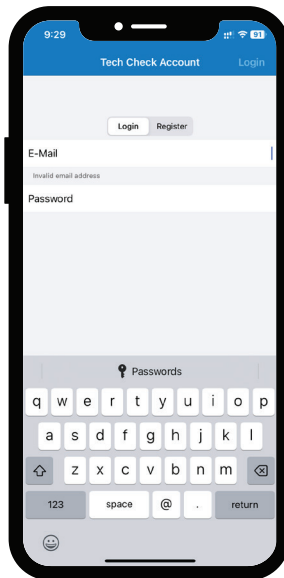 9:29 91
Tech Check Account Login
Login Register
E-Mail
Invalid email address
Password
Passwords
q w e r t y u i o p
a s d f g h j k l
z x c v b n m
123 space @ . return